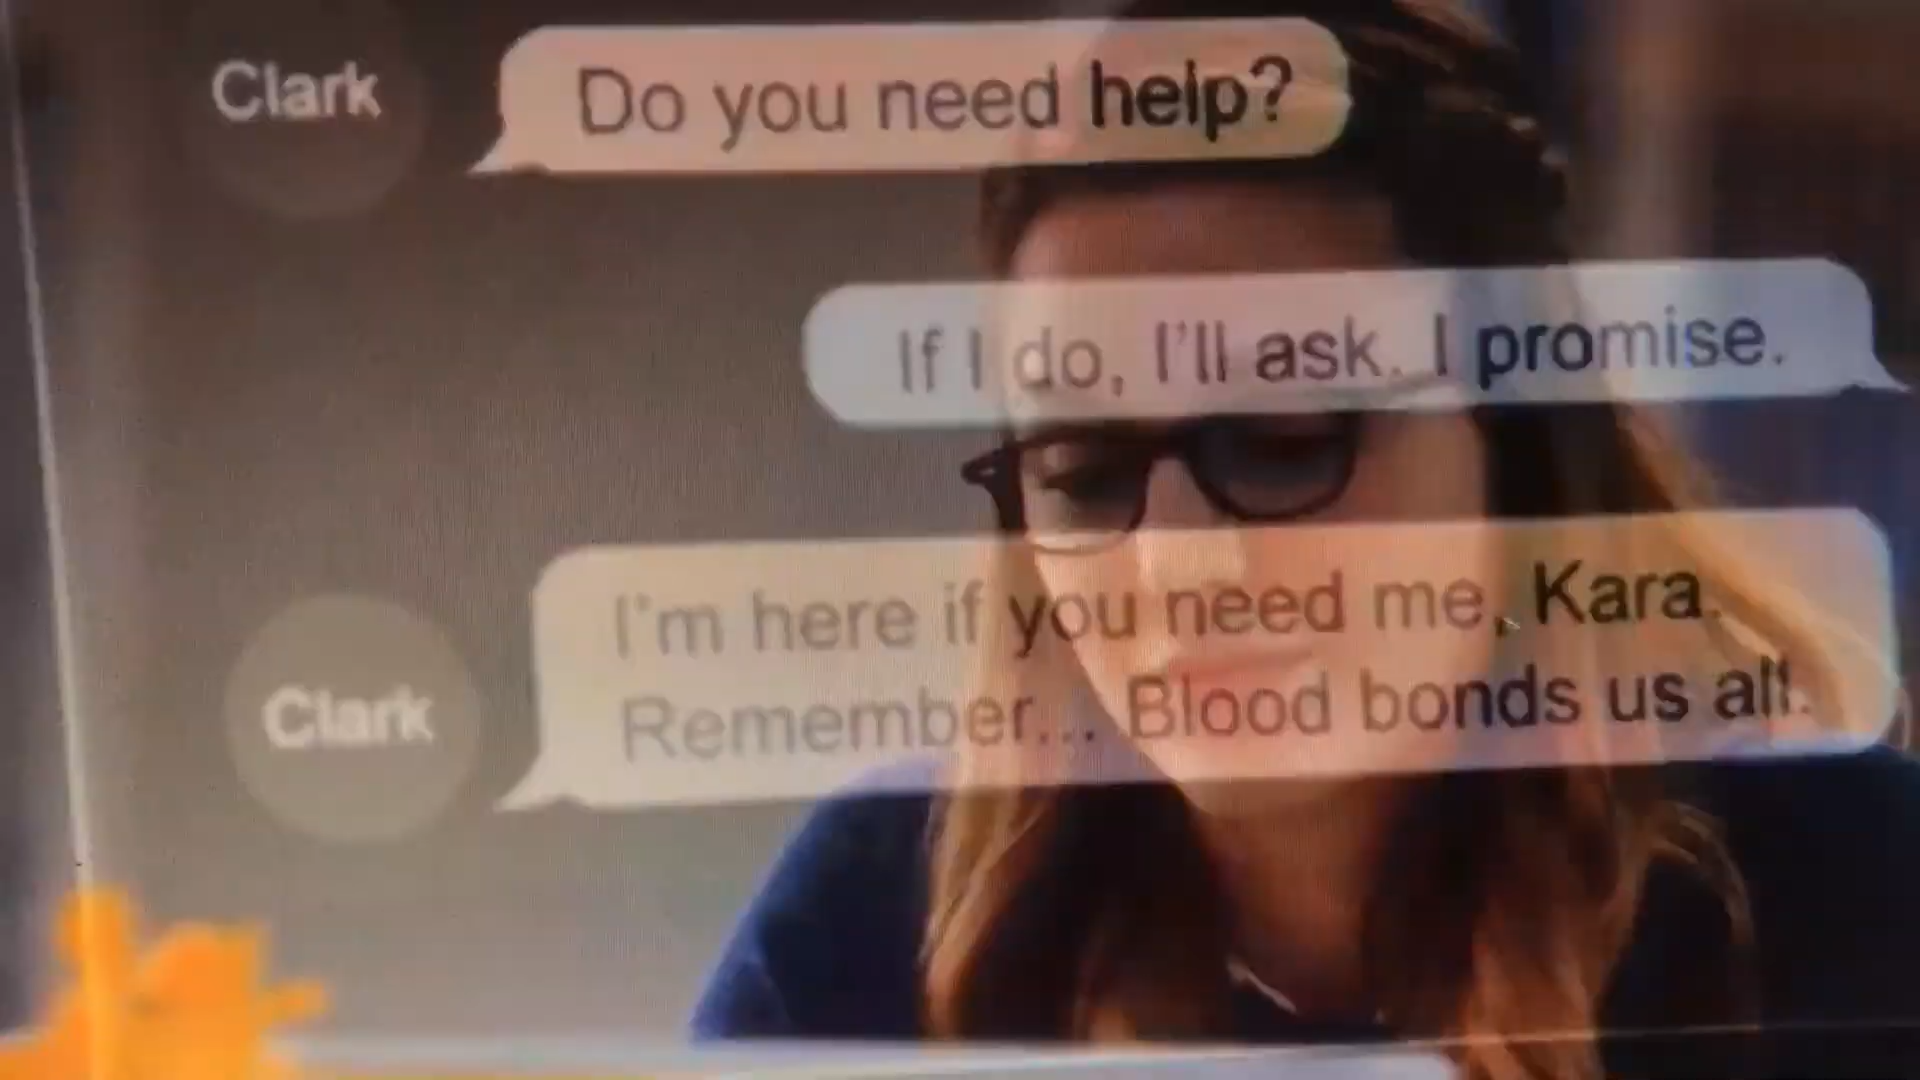 Clark
Do you need help?
If I do, I'll ask. I promise.
I'm here if you need me, Kara.
Clark
Remember... Blood bonds us all.